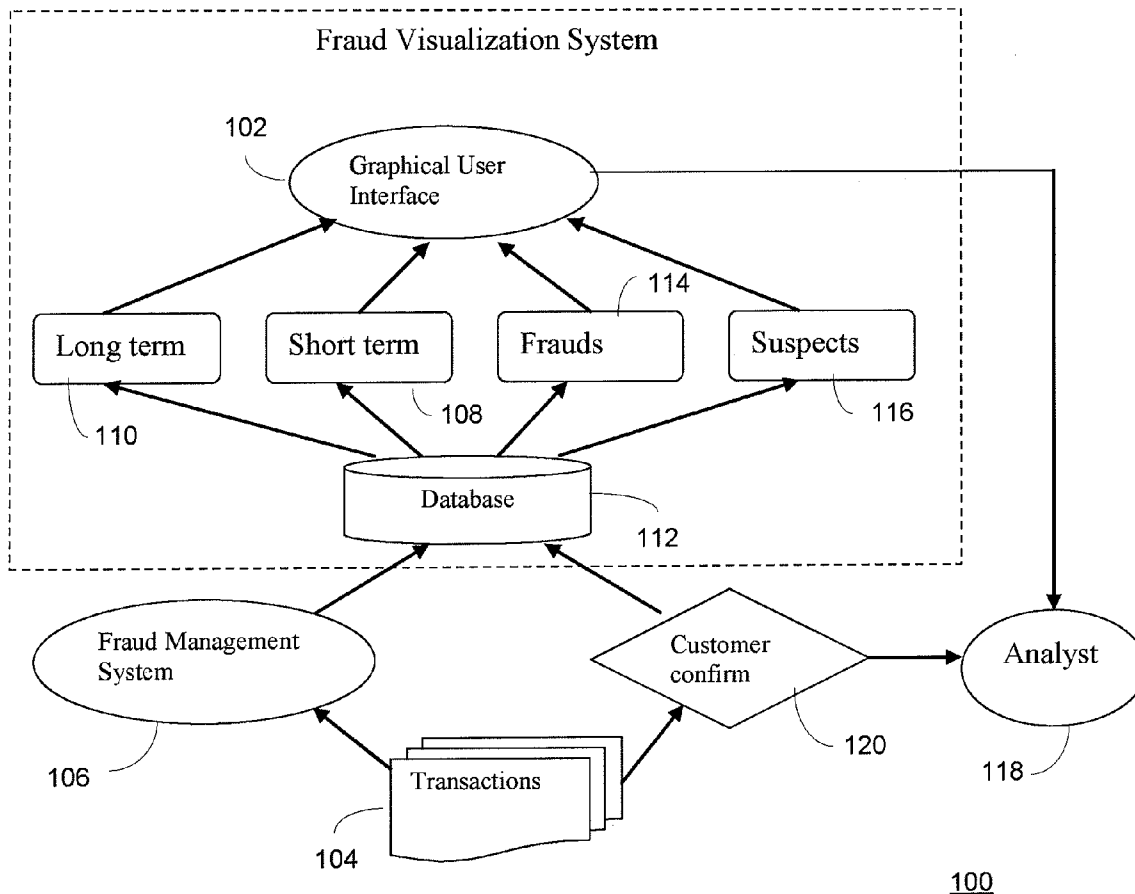 Fraud Visualization System
102
Graphical User
Interface
114
Long term
Short term
Frauds
Suspects
110
108
116
Database
112
Fraud Management
System
Customer
confirm
Analyst
106
120
118
Transactions
104
100